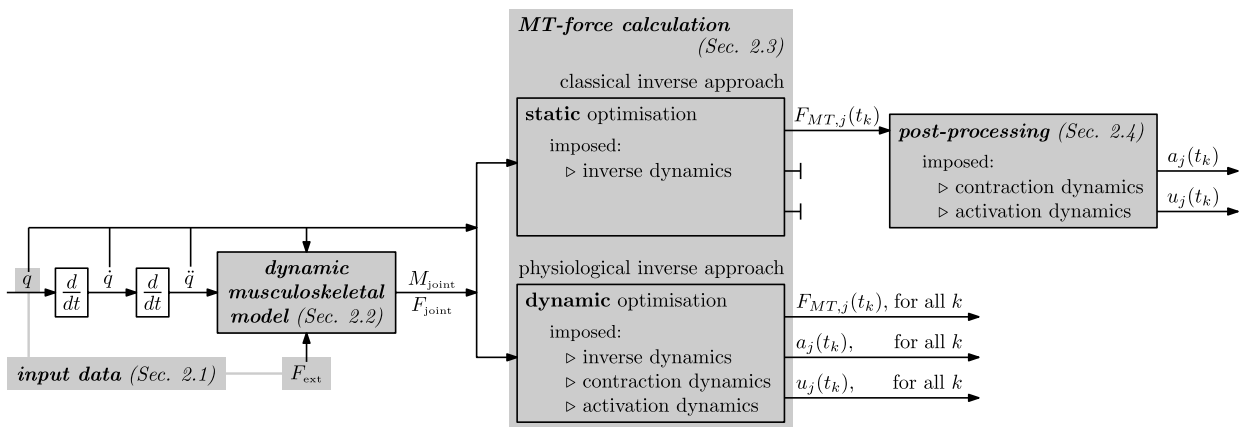 MT-force calculation
(Sec. 2.3)
classical inverse approach
static optimisation
imposed:
▷ inverse dynamics
F_{MT,j}(t_k)
post-processing (Sec. 2.4)
imposed:
▷ contraction dynamics
▷ activation dynamics
a_j(t_k)
u_j(t_k)
q
d/dt
q̇
d/dt
q̈
dynamic
musculoskeletal
model (Sec. 2.2)
M_joint
F_joint
input data (Sec. 2.1)
F_ext
physiological inverse approach
dynamic optimisation
imposed:
▷ inverse dynamics
▷ contraction dynamics
▷ activation dynamics
F_{MT,j}(t_k), for all k
a_j(t_k), for all k
u_j(t_k), for all k